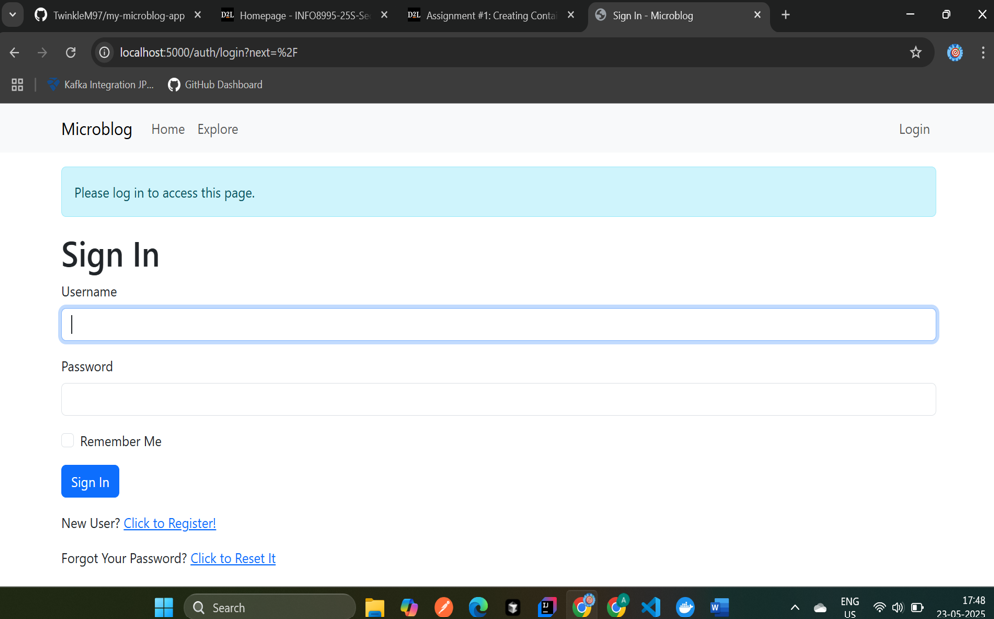 TwinkleM97/my-microblog-app
D2L Homepage - INFO8995-25S-Se
D2L Assignment #1: Creating Conta
Sign In - Microblog
localhost:5000/auth/login?next=%2F
Kafka Integration JP...
GitHub Dashboard
Microblog Home Explore Login
Please log in to access this page.
Sign In
Username
Password
Remember Me
Sign In
New User? Click to Register!
Forgot Your Password? Click to Reset It
Search
ENG
US
17:48
23-05-2025